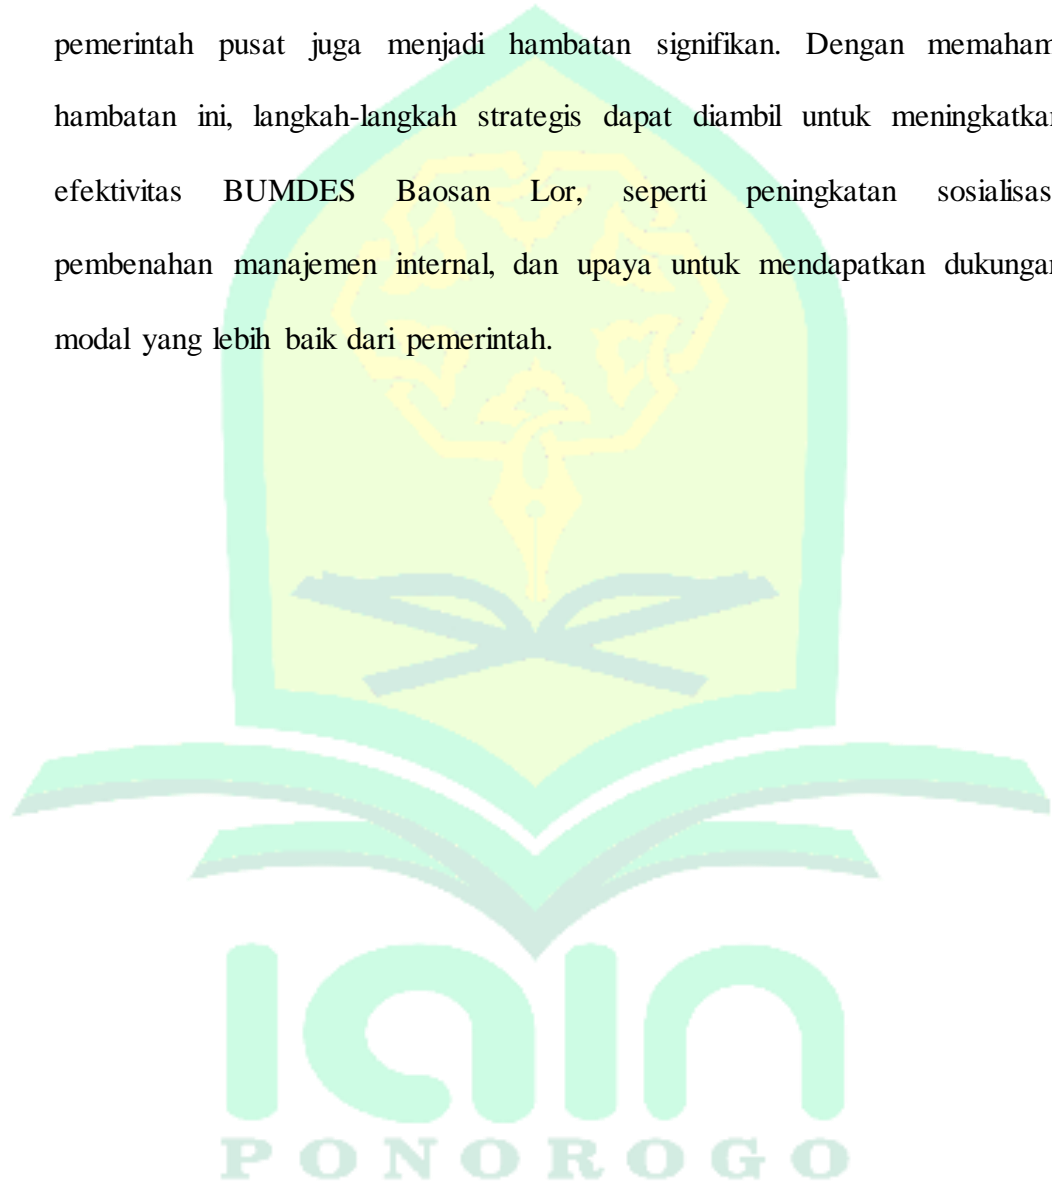 pemerintah pusat juga menjadi hambatan signifikan. Dengan memaham
hambatan ini, langkah-langkah strategis dapat diambil untuk meningkatkan
efektivitas BUMDES Baosan Lor, seperti peningkatan sosialisas
pembenahan manajemen internal, dan upaya untuk mendapatkan dukungan
modal yang lebih baik dari pemerintah.
iain
PONOROGO